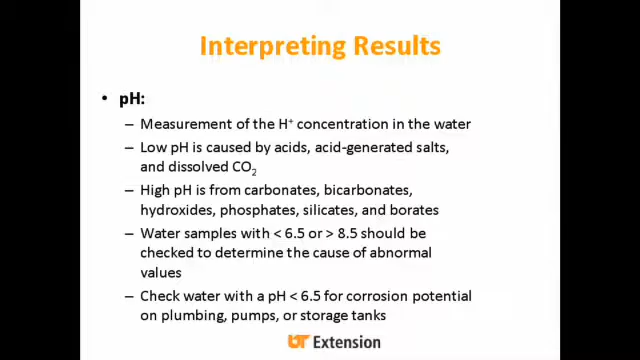 Interpreting Results
• pH:
– Measurement of the H⁺ concentration in the water
– Low pH is caused by acids, acid-generated salts,
and dissolved CO₂
– High pH is from carbonates, bicarbonates,
hydroxides, phosphates, silicates, and borates
– Water samples with < 6.5 or > 8.5 should be
checked to determine the cause of abnormal
values
– Check water with a pH < 6.5 for corrosion potential
on plumbing, pumps, or storage tanks
UT Extension